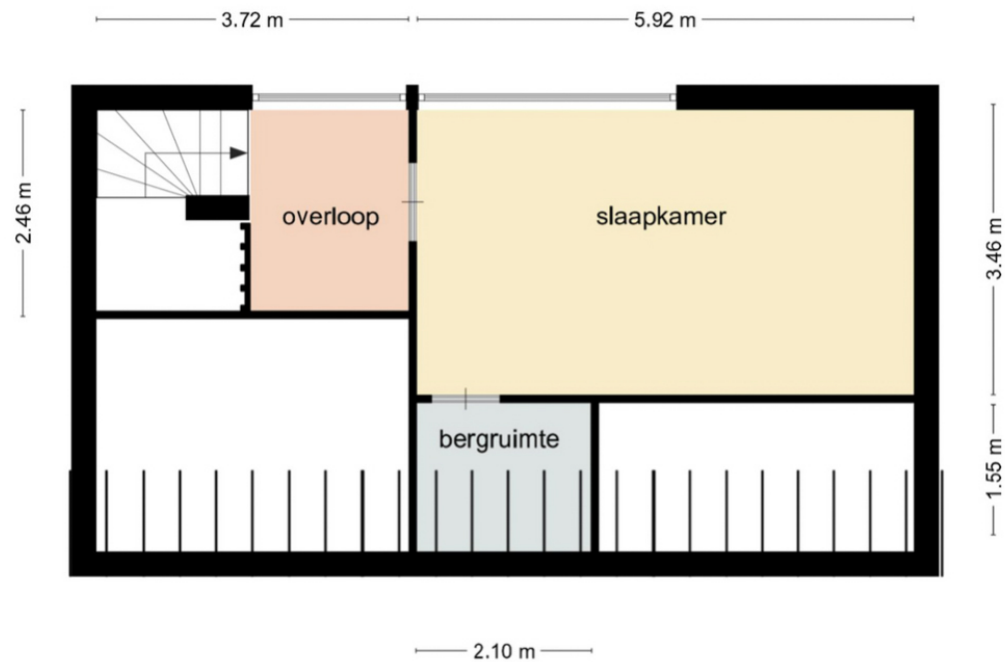 3.72 m
5.92 m
2.46 m
overloop
slaapkamer
3.46 m
bergruimte
1.55 m
2.10 m